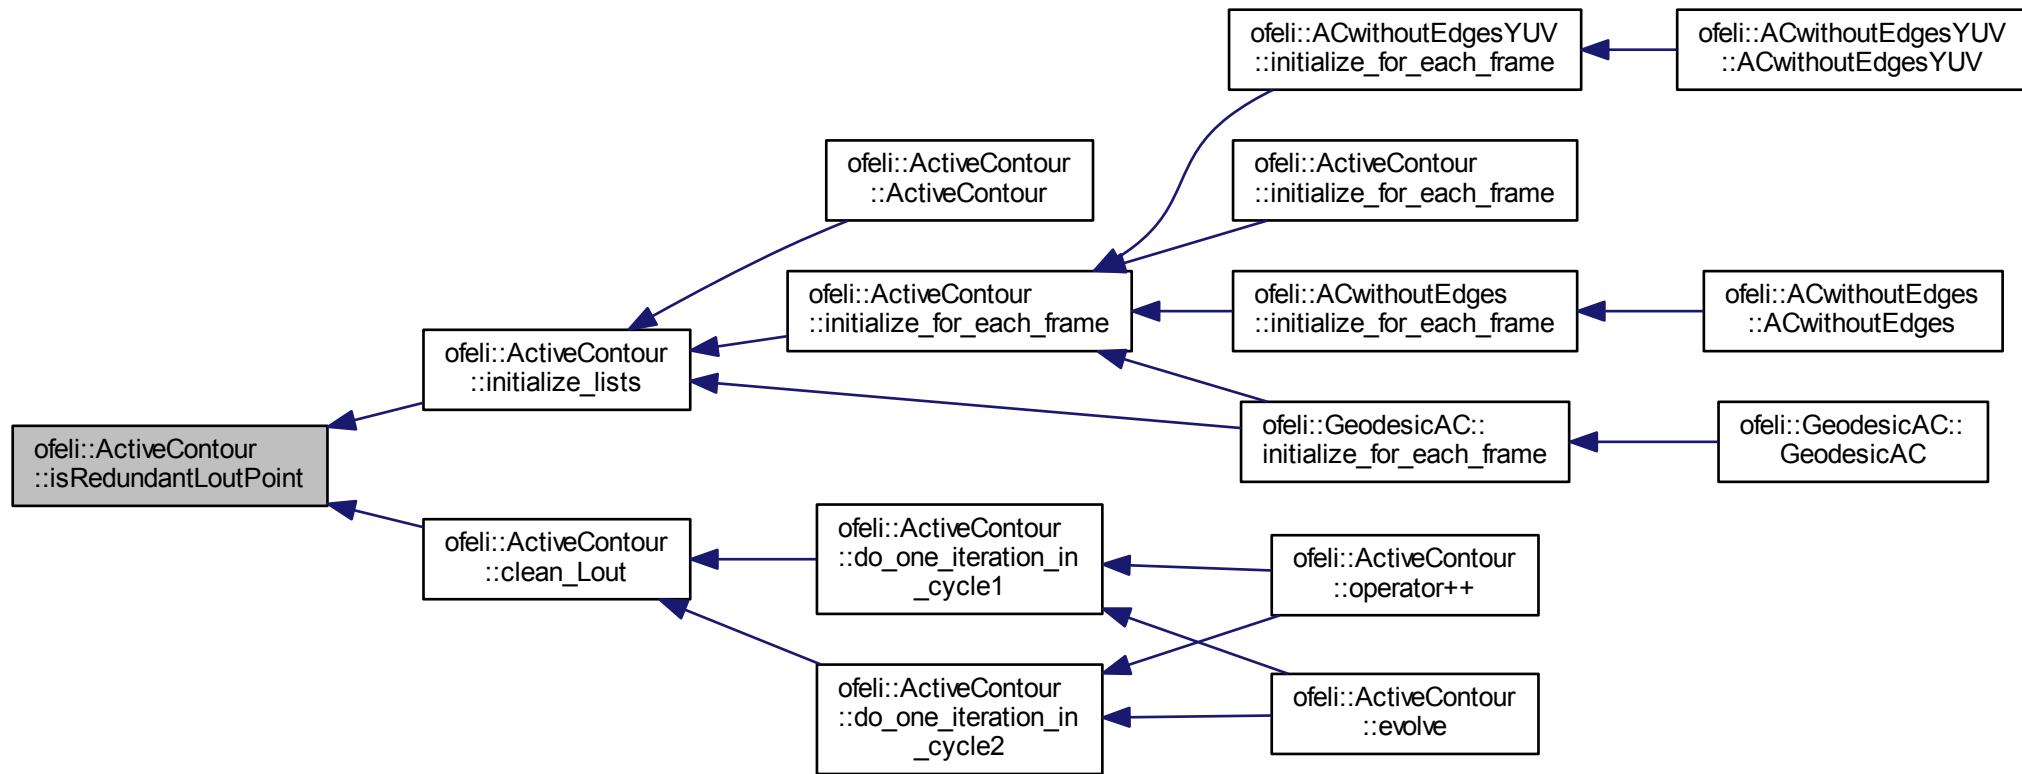 ofeli::ActiveContour
::isRedundantLoutPoint
ofeli::ActiveContour
::initialize_lists
ofeli::ActiveContour
::clean_Lout
ofeli::ActiveContour
::ActiveContour
ofeli::ActiveContour
::initialize_for_each_frame
ofeli::ActiveContour
::do_one_iteration_in
_cycle1
ofeli::ActiveContour
::do_one_iteration_in
_cycle2
ofeli::ACwithoutEdgesYUV
::initialize_for_each_frame
ofeli::ActiveContour
::initialize_for_each_frame
ofeli::ACwithoutEdges
::initialize_for_each_frame
ofeli::GeodesicAC::
initialize_for_each_frame
ofeli::ActiveContour
::operator++
ofeli::ActiveContour
::evolve
ofeli::ACwithoutEdgesYUV
::ACwithoutEdgesYUV
ofeli::ACwithoutEdges
::ACwithoutEdges
ofeli::GeodesicAC::
GeodesicAC